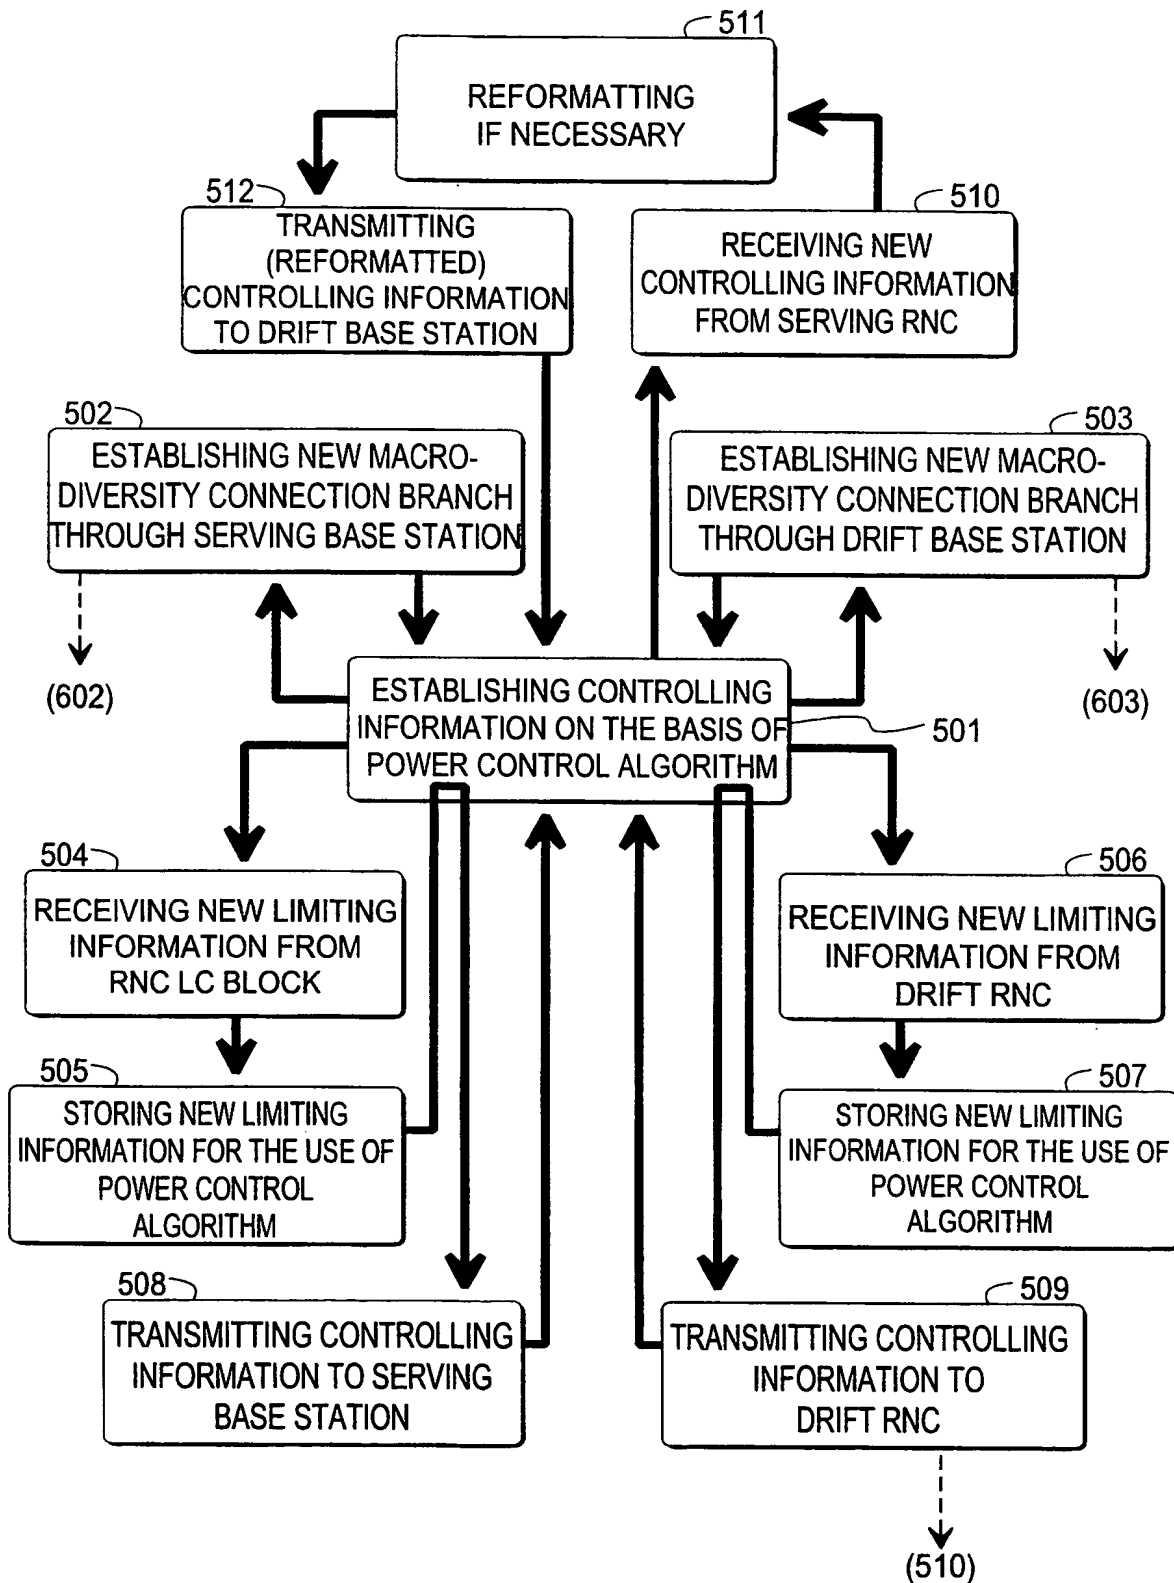 511
REFORMATTING
IF NECESSARY
512
TRANSMITTING
(REFORMATTED)
CONTROLLING INFORMATION
TO DRIFT BASE STATION
510
RECEIVING NEW
CONTROLLING INFORMATION
FROM SERVING RNC
502
ESTABLISHING NEW MACRO-
DIVERSITY CONNECTION BRANCH
THROUGH SERVING BASE STATION
503
ESTABLISHING NEW MACRO-
DIVERSITY CONNECTION BRANCH
THROUGH DRIFT BASE STATION
(602)
(603)
ESTABLISHING CONTROLLING
INFORMATION ON THE BASIS OF
POWER CONTROL ALGORITHM
501
504
RECEIVING NEW LIMITING
INFORMATION FROM
RNC LC BLOCK
506
RECEIVING NEW LIMITING
INFORMATION FROM
DRIFT RNC
505
STORING NEW LIMITING
INFORMATION FOR THE USE OF
POWER CONTROL
ALGORITHM
507
STORING NEW LIMITING
INFORMATION FOR THE USE OF
POWER CONTROL
ALGORITHM
508
TRANSMITTING CONTROLLING
INFORMATION TO SERVING
BASE STATION
509
TRANSMITTING CONTROLLING
INFORMATION TO
DRIFT RNC
(510)